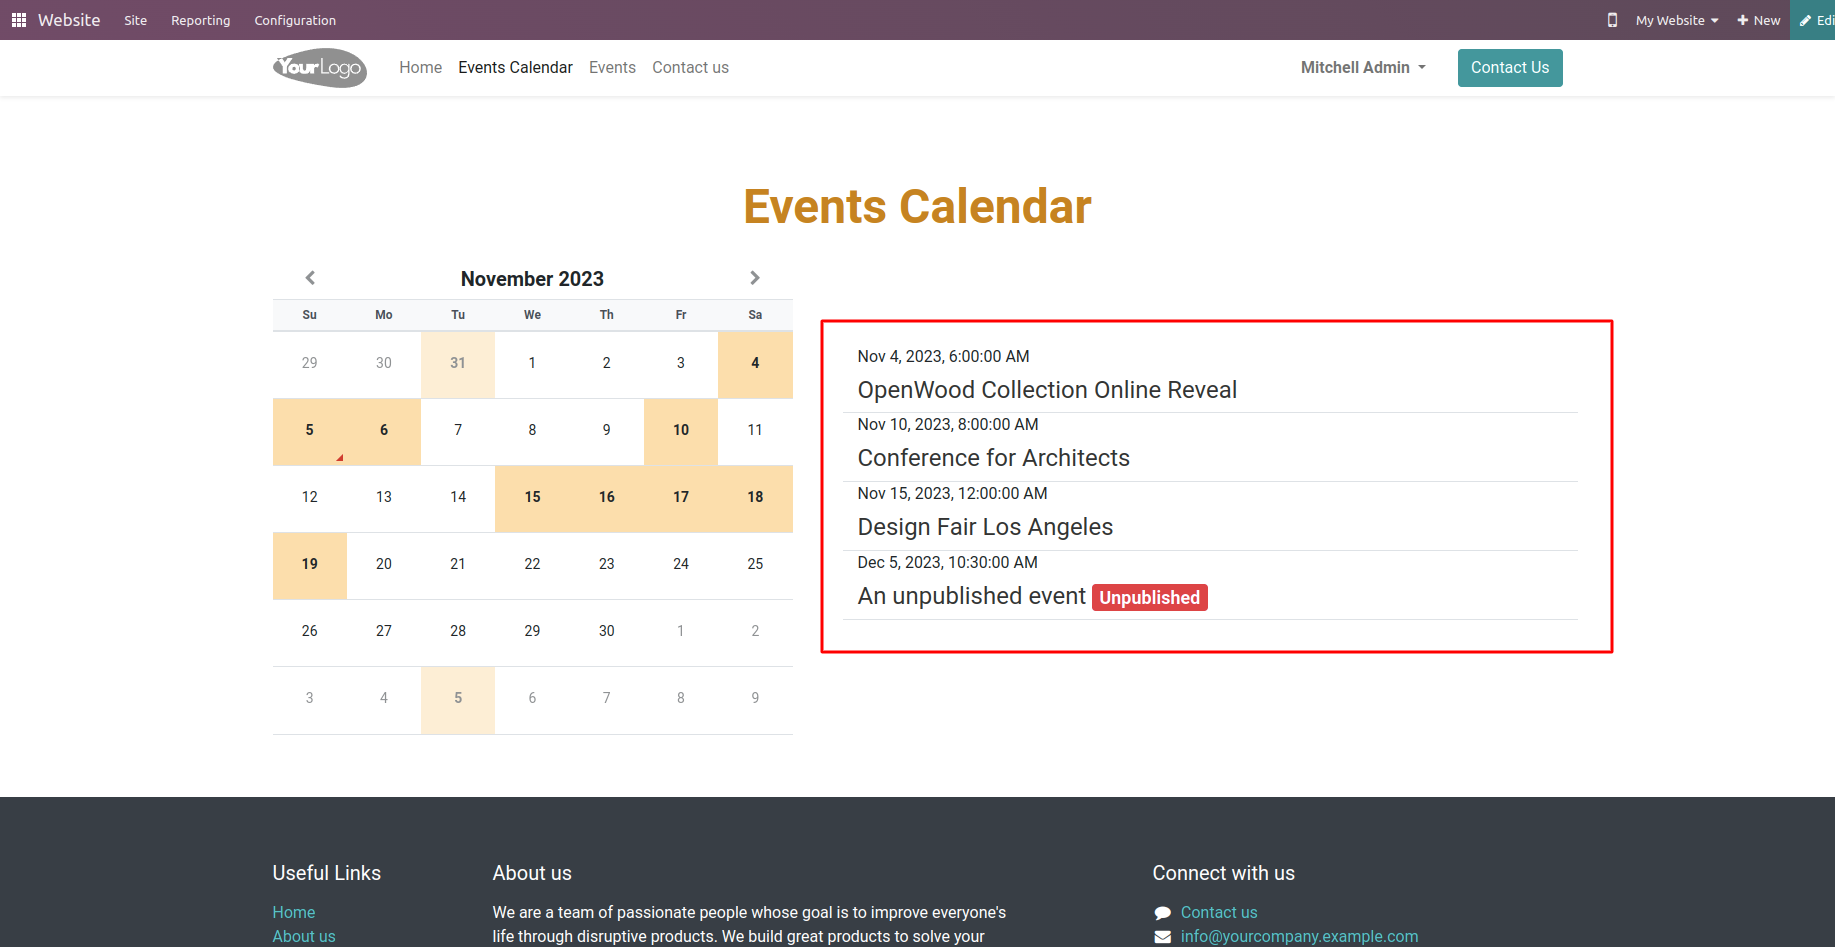 Website Site Reporting Configuration My Website New Edi
YourLogo Home Events Calendar Events Contact us Mitchell Admin Contact Us
Events Calendar
November 2023
Su Mo Tu We Th Fr Sa
29 30 31 1 2 3 4
5 6 7 8 9 10 11
12 13 14 15 16 17 18
19 20 21 22 23 24 25
26 27 28 29 30 1 2
3 4 5 6 7 8 9
Nov 4, 2023, 6:00:00 AM
OpenWood Collection Online Reveal
Nov 10, 2023, 8:00:00 AM
Conference for Architects
Nov 15, 2023, 12:00:00 AM
Design Fair Los Angeles
Dec 5, 2023, 10:30:00 AM
An unpublished event Unpublished
Useful Links
Home
About us
About us
We are a team of passionate people whose goal is to improve everyone's
life through disruptive products. We build great products to solve your
Connect with us
Contact us
info@yourcompany.example.com